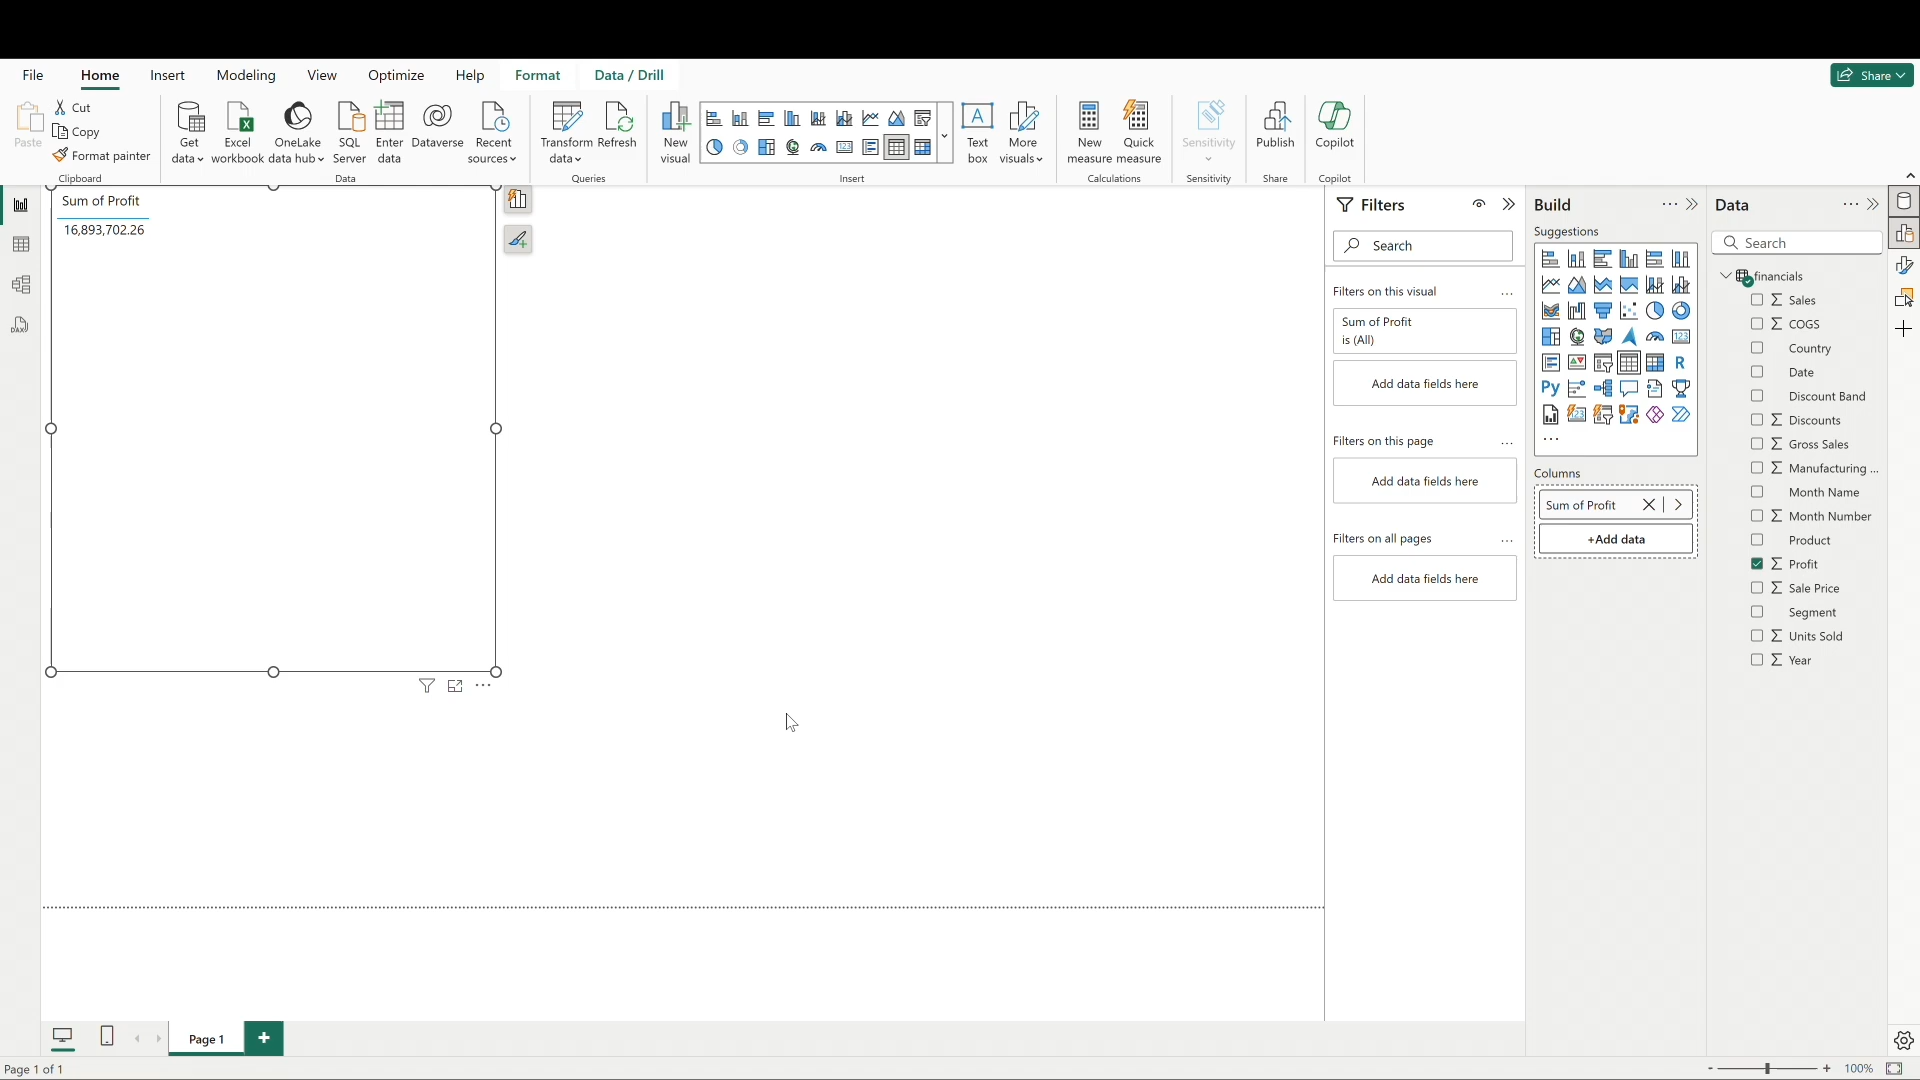 File
Home
Insert
Modeling
View
Optimize
Help
Format
Data / Drill
Share
Paste
Cut
Copy
Format painter
Clipboard
Get
data
Excel
workbook
OneLake
data hub
SQL
Server
Enter
data
Dataverse
Recent
sources
Data
Transform
data
Refresh
Queries
New
visual
Insert
Text
box
More
visuals
New
measure
Quick
measure
Calculations
Sensitivity
Sensitivity
Publish
Share
Copilot
Copilot
Sum of Profit
16,893,702.26
Filters
Search
Filters on this visual
Sum of Profit
is (All)
Add data fields here
Filters on this page
Add data fields here
Filters on all pages
Add data fields here
Build
Suggestions
R
Py
Columns
Sum of Profit
+Add data
Data
Search
financials
Sales
COGS
Country
Date
Discount Band
Discounts
Gross Sales
Manufacturing ...
Month Name
Month Number
Product
Profit
Sale Price
Segment
Units Sold
Year
Page 1
Page 1 of 1
100%